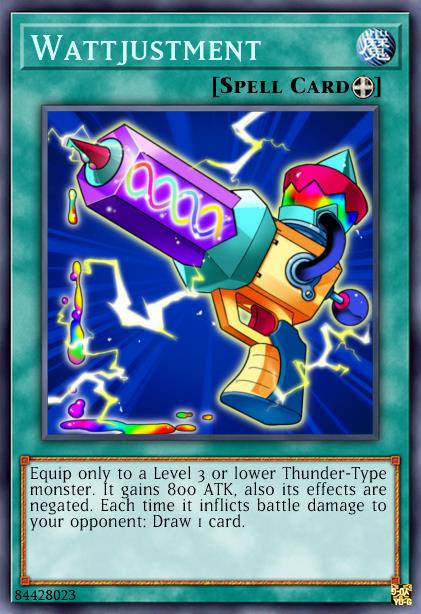 Wattjustment
魔
[Spell Card]
Equip only to a Level 3 or lower Thunder-Type
monster. It gains 800 ATK, also its effects are
negated. Each time it inflicts battle damage to
your opponent: Draw 1 card.
84428023